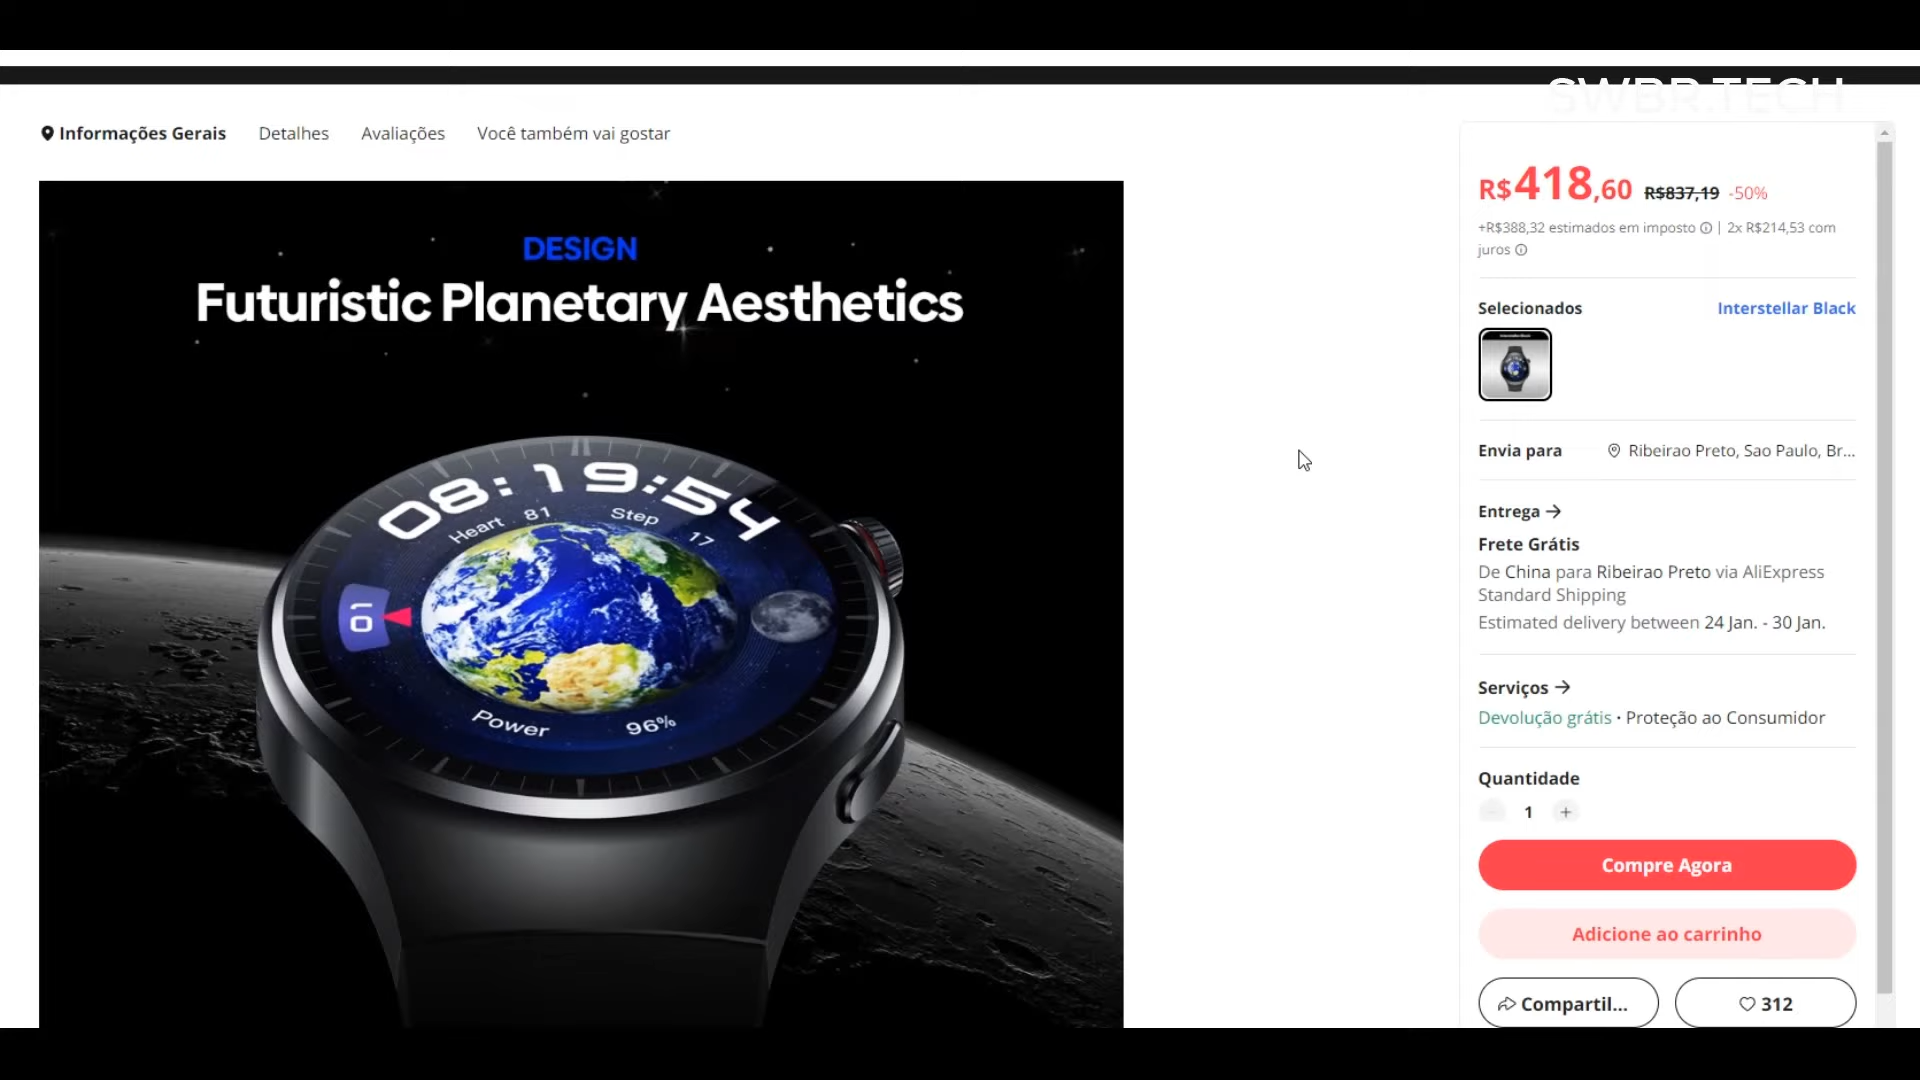 SWBR.TECH
Informações Gerais Detalhes Avaliações Você também vai gostar
DESIGN
Futuristic Planetary Aesthetics
08:19:54
Heart 81 Step 17
10
Power 96%
R$418,60 R$837,19 -50%
+R$388,32 estimados em imposto | 2x R$214,53 com
juros
Selecionados Interstellar Black
Envia para Ribeirao Preto, Sao Paulo, Br...
Entrega
Frete Grátis
De China para Ribeirao Preto via AliExpress
Standard Shipping
Estimated delivery between 24 Jan. - 30 Jan.
Serviços
Devolução grátis · Proteção ao Consumidor
Quantidade
- 1 +
Compre Agora
Adicione ao carrinho
Compartil... 312